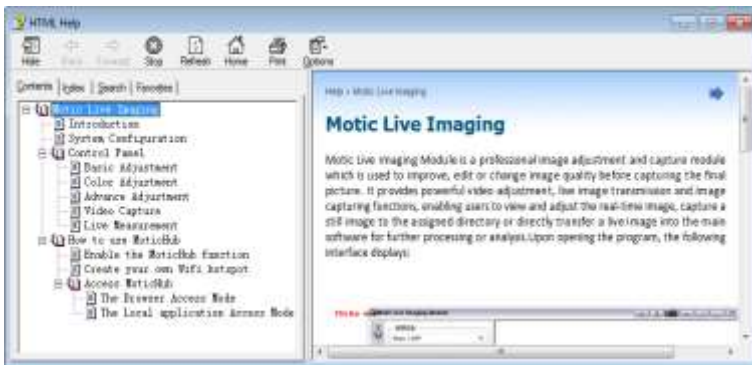 HTML Help
Hide Back Forward Stop Refresh Home Print Options
Contents Index Search Favorites
Motic Live Imaging
Introduction
System Configuration
Control Panel
Basic Adjustment
Color Adjustment
Advance Adjustment
Video Capture
Live Measurement
How to use MoticHub
Enable the MoticHub function
Create your own Wifi hotspot
Access MoticHub
The Browser Access Mode
The Local application Access Mode
Help > Motic Live Imaging
Motic Live Imaging
Motic Live Imaging Module is a professional image adjustment and capture module
which is used to improve, edit or change image quality before capturing the final
picture. It provides powerful video adjustment, live image transmission and image
capturing functions, enabling users to view and adjust the real-time image, capture a
still image to the assigned directory or directly transfer a live image into the main
software for further processing or analysis.Upon opening the program, the following
interface displays: